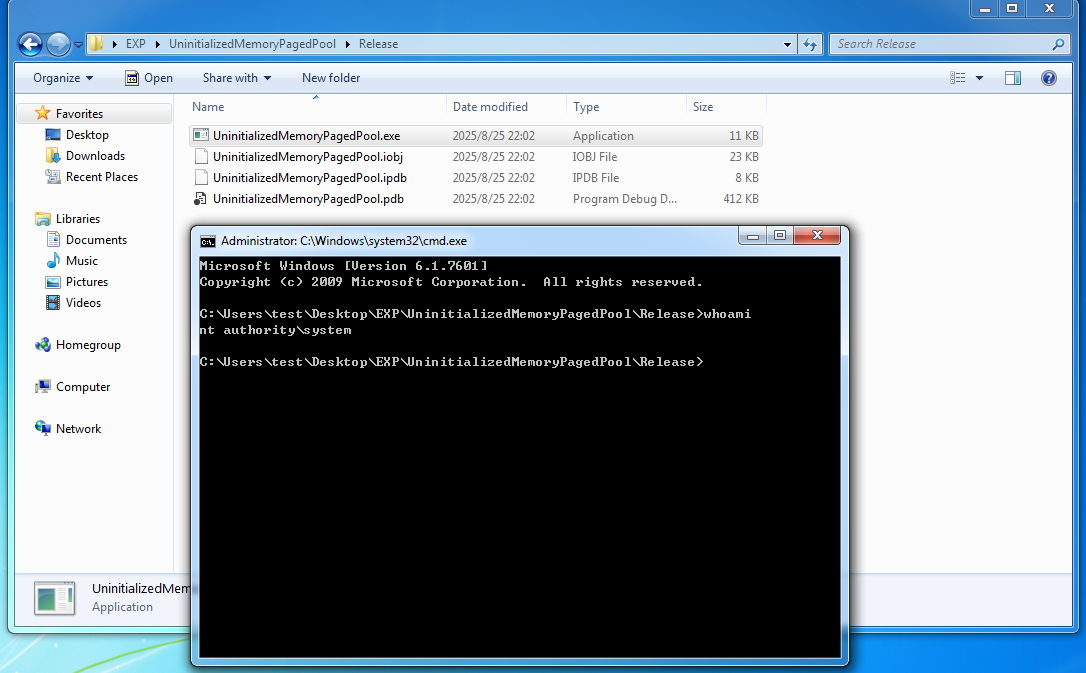 EXP UninitializedMemoryPagedPool Release
Search Release
Organize Open Share with New folder
Name Date modified Type Size
Favorites
Desktop
Downloads
Recent Places
Libraries
Documents
Music
Pictures
Videos
Homegroup
Computer
Network
UninitializedMemoryPagedPool.exe 2025/8/25 22:02 Application 11 KB
UninitializedMemoryPagedPool.iobj 2025/8/25 22:02 IOBJ File 23 KB
UninitializedMemoryPagedPool.ipdb 2025/8/25 22:02 IPDB File 8 KB
UninitializedMemoryPagedPool.pdb 2025/8/25 22:02 Program Debug D... 412 KB
Administrator: C:\Windows\system32\cmd.exe
Microsoft Windows [Version 6.1.7601]
Copyright (c) 2009 Microsoft Corporation.  All rights reserved.
C:\Users\test\Desktop\EXP\UninitializedMemoryPagedPool\Release>whoami
nt authority\system
C:\Users\test\Desktop\EXP\UninitializedMemoryPagedPool\Release>
UninitializedMem
Application